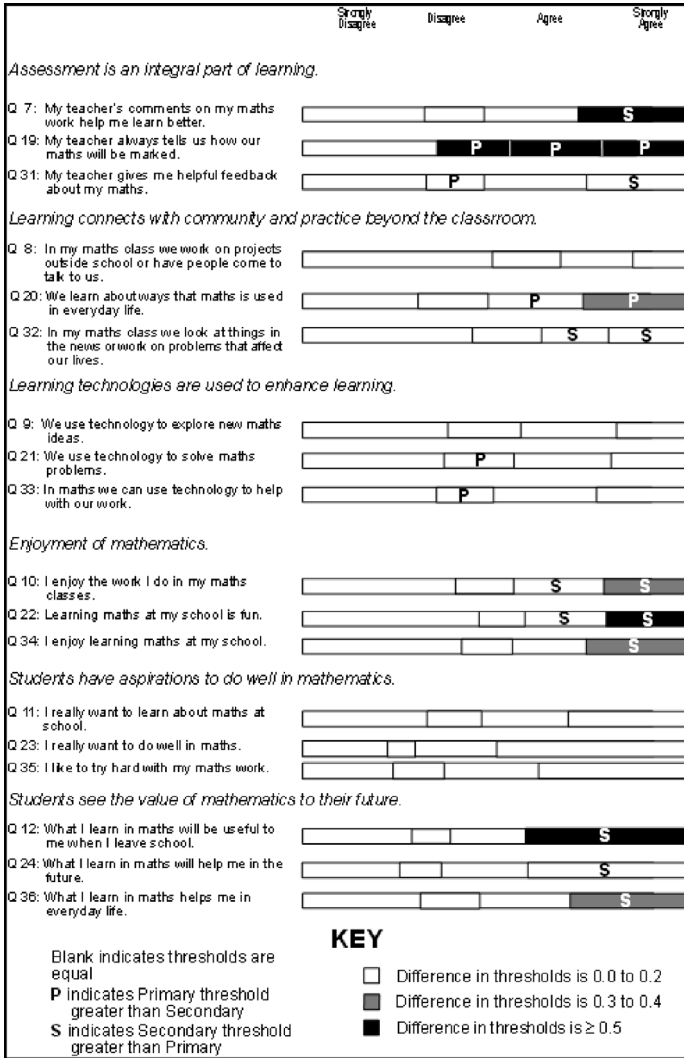 Strongly Disagree Disagree Agree Strongly Agree
Assessment is an integral part of learning.
Q 7: My teacher's comments on my maths
work help me learn better.
S
Q 19: My teacher always tells us how our
maths will be marked.
P P P
Q 31: My teacher gives me helpful feedback
about my maths.
P S
Learning connects with community and practice beyond the classroom.
Q 8: In my maths class we work on projects
outside school or have people come to
talk to us.
Q 20: We learn about ways that maths is used
in everyday life.
P P
Q 32: In my maths class we look at things in
the news or work on problems that affect
our lives.
S S
Learning technologies are used to enhance learning.
Q 9: We use technology to explore new maths
ideas.
Q 21: We use technology to solve maths
problems.
P
Q 33: In maths we can use technology to help
with our work.
P
Enjoyment of mathematics.
Q 10: I enjoy the work I do in my maths
classes.
S S
Q 22: Learning maths at my school is fun.
S S
Q 34: I enjoy learning maths at my school.
S
Students have aspirations to do well in mathematics.
Q 11: I really want to learn about maths at
school.
Q 23: I really want to do well in maths.
Q 35: I like to try hard with my maths work.
Students see the value of mathematics to their future.
Q 12: What I learn in maths will be useful to
me when I leave school.
S
Q 24: What I learn in maths will help me in the
future.
S
Q 36: What I learn in maths helps me in
everyday life.
S
KEY
Blank indicates thresholds are
equal
P indicates Primary threshold
greater than Secondary
S indicates Secondary threshold
greater than Primary
Difference in thresholds is 0.0 to 0.2
Difference in thresholds is 0.3 to 0.4
Difference in thresholds is ≥ 0.5